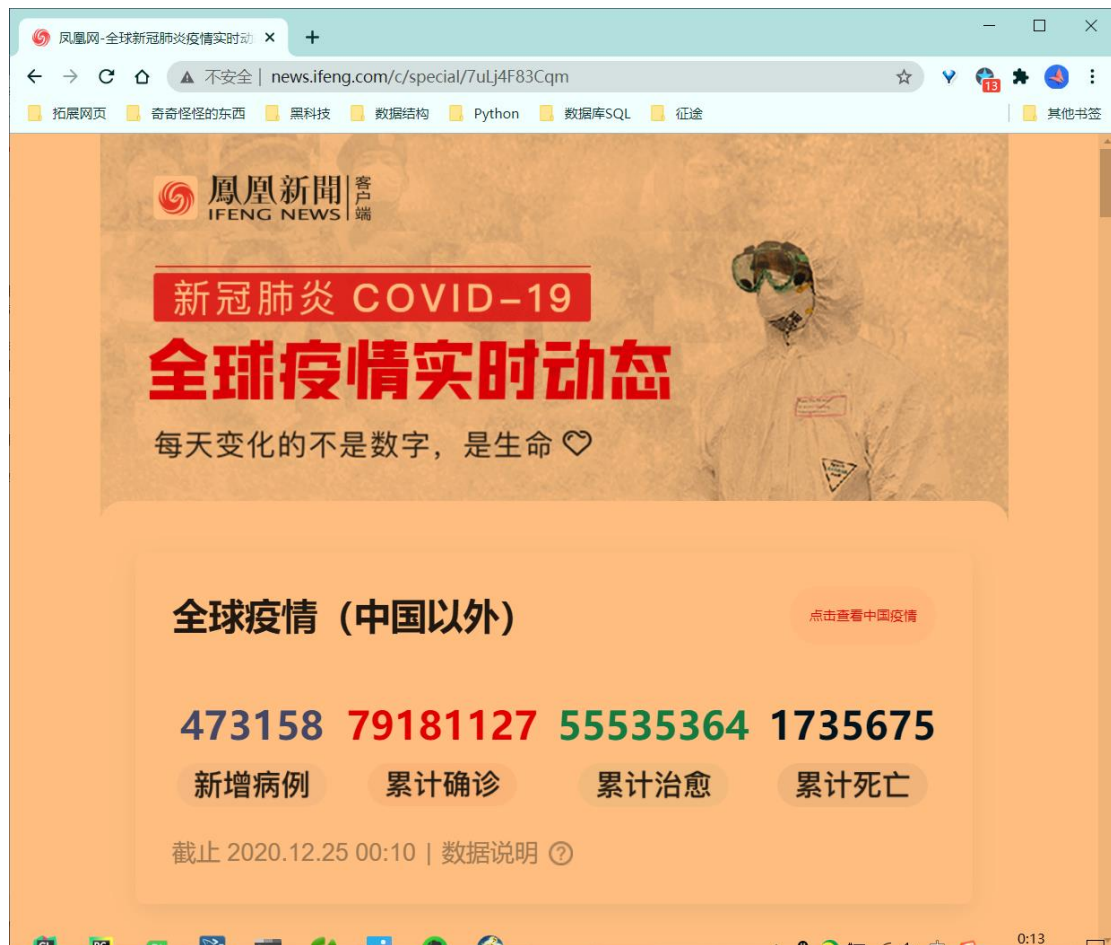 凤凰网-全球新冠肺炎疫情实时动
不安全 | news.ifeng.com/c/special/7uLj4F83Cqm
13
拓展网页 奇奇怪怪的东西 黑科技 数据结构 Python 数据库SQL 征途 其他书签
鳳凰新聞 客户端
IFENG NEWS
新冠肺炎 COVID-19
全球疫情实时动态
每天变化的不是数字，是生命
全球疫情（中国以外）
点击查看中国疫情
473158 79181127 55535364 1735675
新增病例 累计确诊 累计治愈 累计死亡
截止 2020.12.25 00:10 | 数据说明 ?
0:13